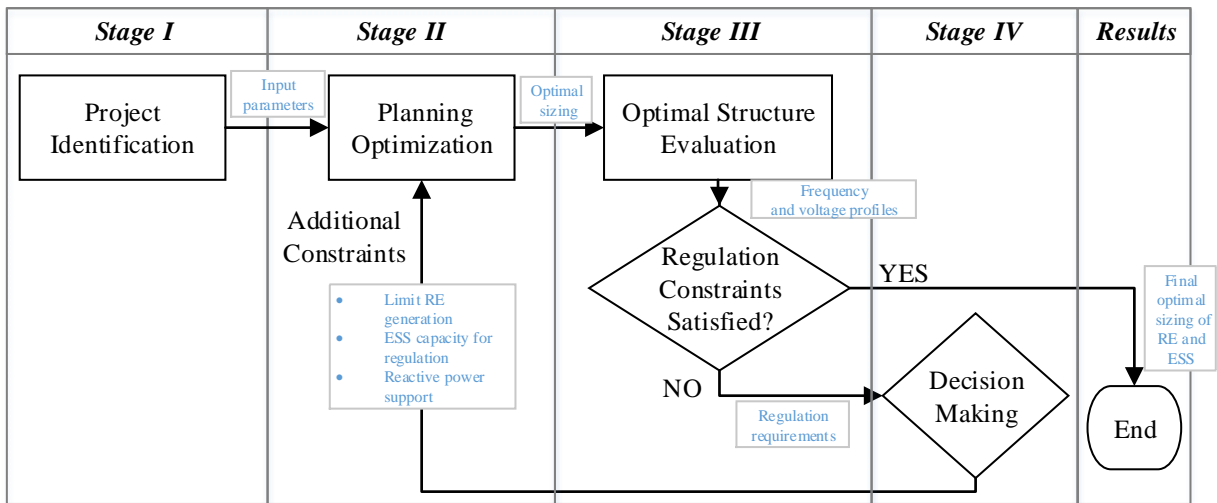 Stage I
Stage II
Stage III
Stage IV
Results
Project
Identification
Input
parameters
Planning
Optimization
Optimal
sizing
Optimal Structure
Evaluation
Frequency
and voltage profiles
Additional
Constraints
• Limit RE
generation
• ESS capacity for
regulation
• Reactive power
support
Regulation
Constraints
Satisfied?
YES
NO
Regulation
requirements
Decision
Making
Final
optimal
sizing of
RE and
ESS
End